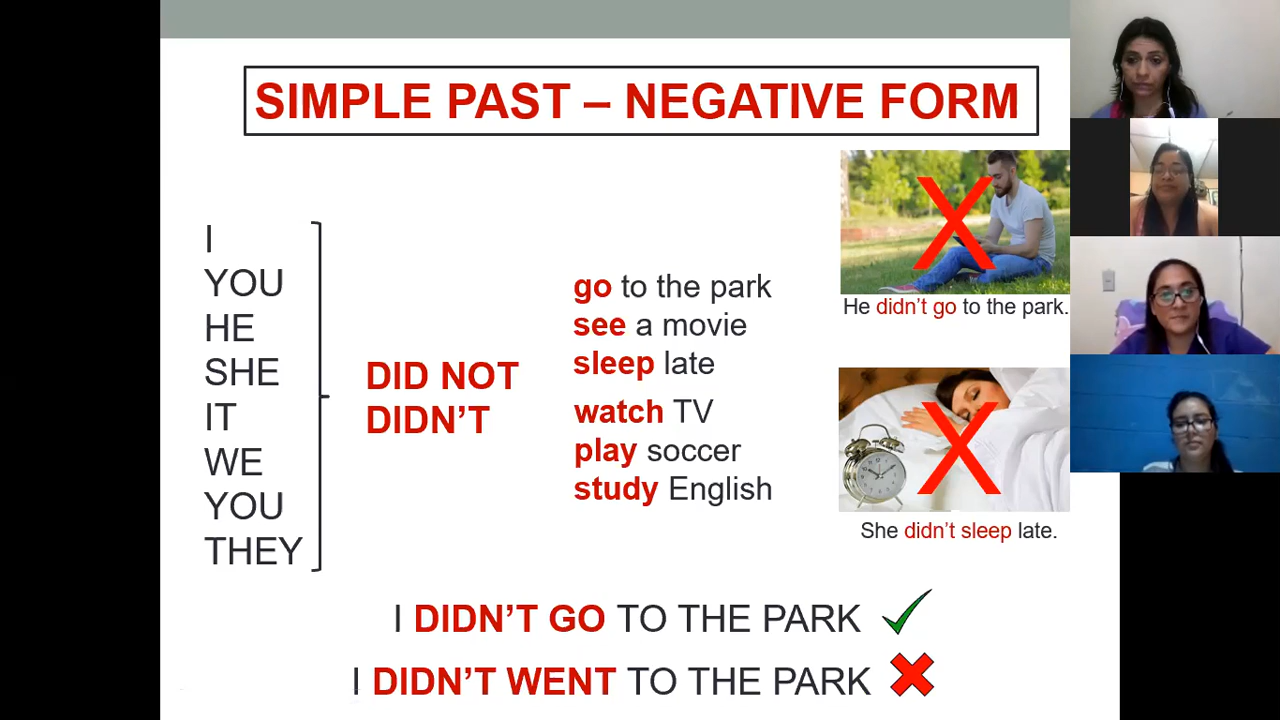 SIMPLE PAST – NEGATIVE FORM
I
YOU
HE
SHE
IT
WE
YOU
THEY
DID NOT
DIDN'T
go to the park
see a movie
sleep late
watch TV
play soccer
study English
He didn't go to the park.
She didn't sleep late.
I DIDN'T GO TO THE PARK
I DIDN'T WENT TO THE PARK